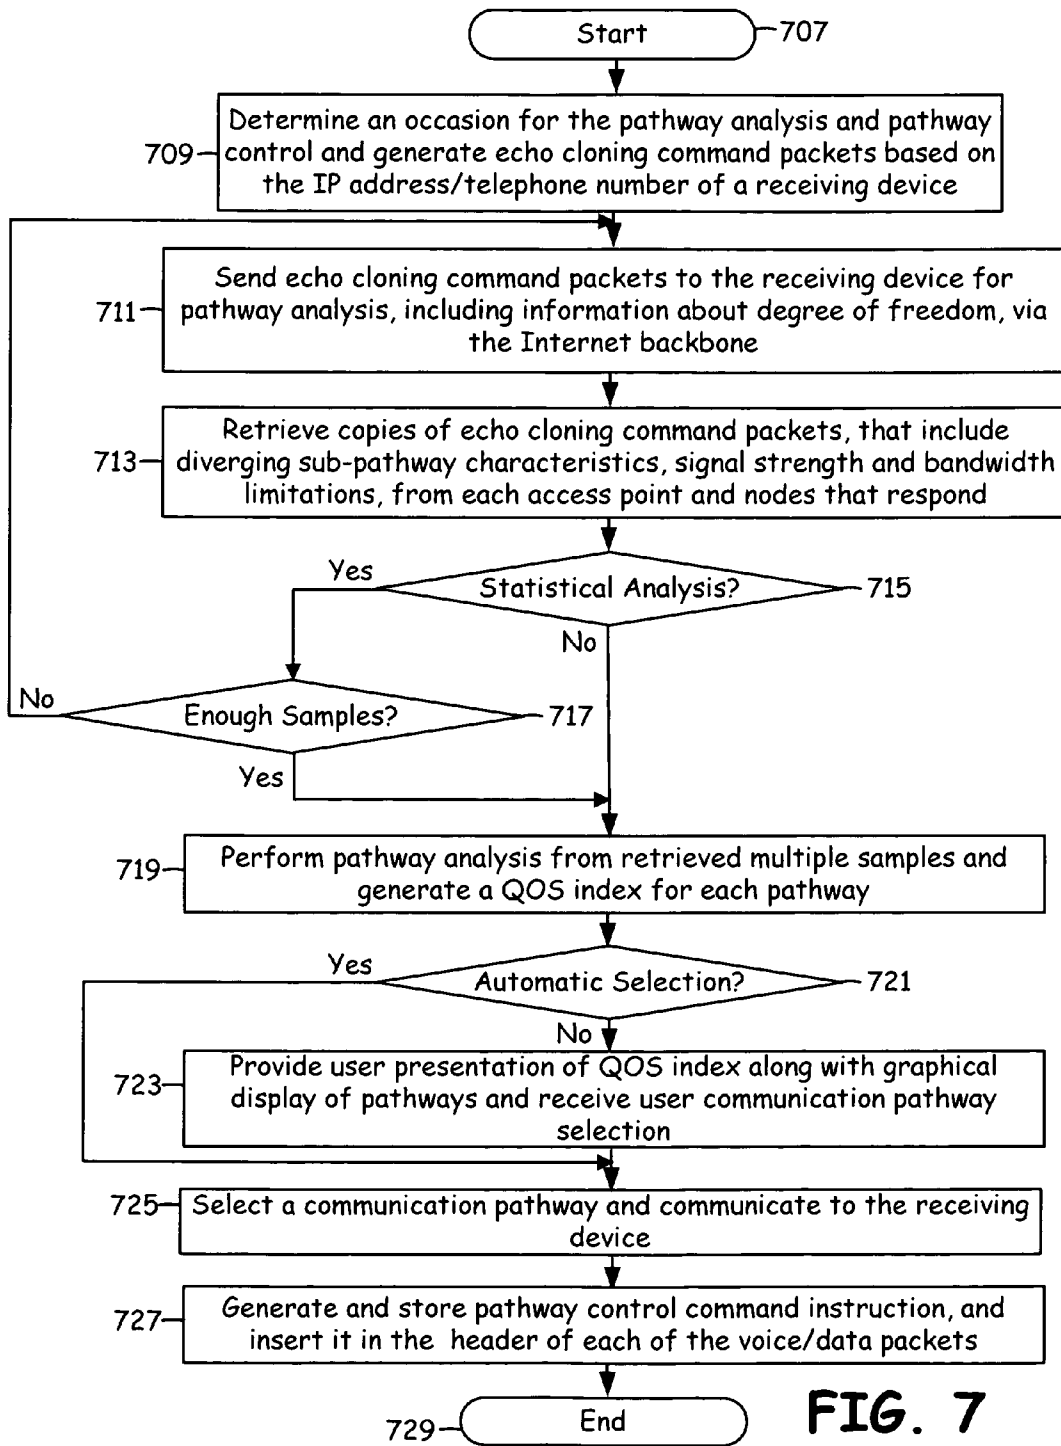 Start
707
Determine an occasion for the pathway analysis and pathway
control and generate echo cloning command packets based on
the IP address/telephone number of a receiving device
709
Send echo cloning command packets to the receiving device for
pathway analysis, including information about degree of freedom, via
the Internet backbone
711
Retrieve copies of echo cloning command packets, that include
diverging sub-pathway characteristics, signal strength and bandwidth
limitations, from each access point and nodes that respond
713
Yes
Statistical Analysis?
715
No
No
Enough Samples?
717
Yes
Perform pathway analysis from retrieved multiple samples and
generate a QOS index for each pathway
719
Yes
Automatic Selection?
721
No
Provide user presentation of QOS index along with graphical
display of pathways and receive user communication pathway
selection
723
725
Select a communication pathway and communicate to the receiving
device
Generate and store pathway control command instruction, and
insert it in the header of each of the voice/data packets
727
End
729
FIG. 7